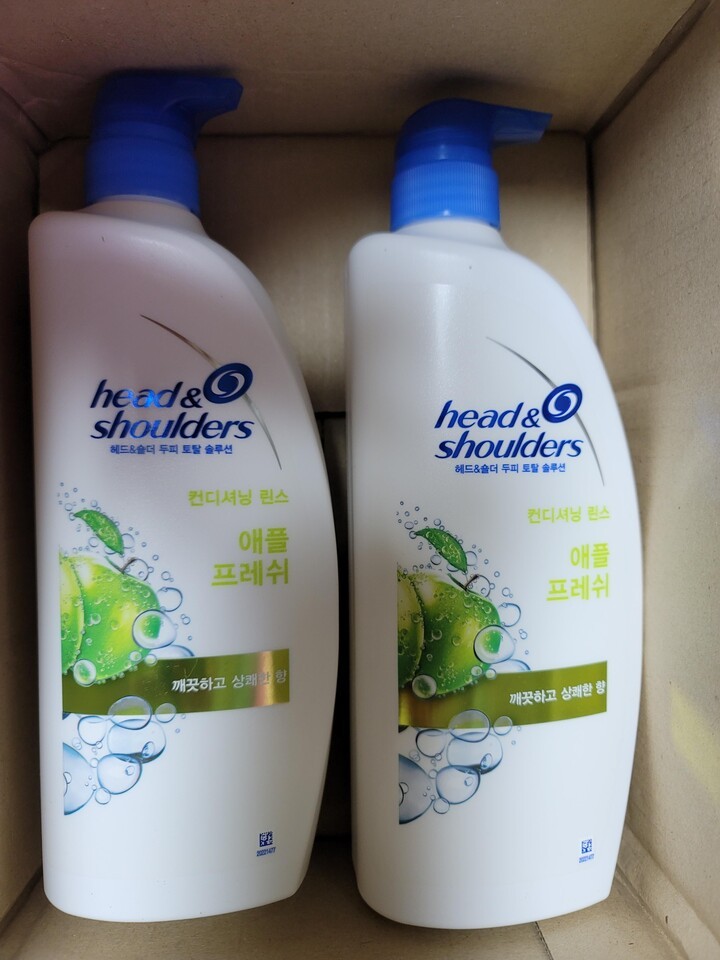 head &
shoulders
헤드&숄더 두피 토탈 솔루션
컨디셔닝 린스
애플
프레쉬
깨끗하고 상쾌한 향
head &
shoulders
헤드&숄더 두피 토탈 솔루션
컨디셔닝 린스
애플
프레쉬
깨끗하고 상쾌한 향